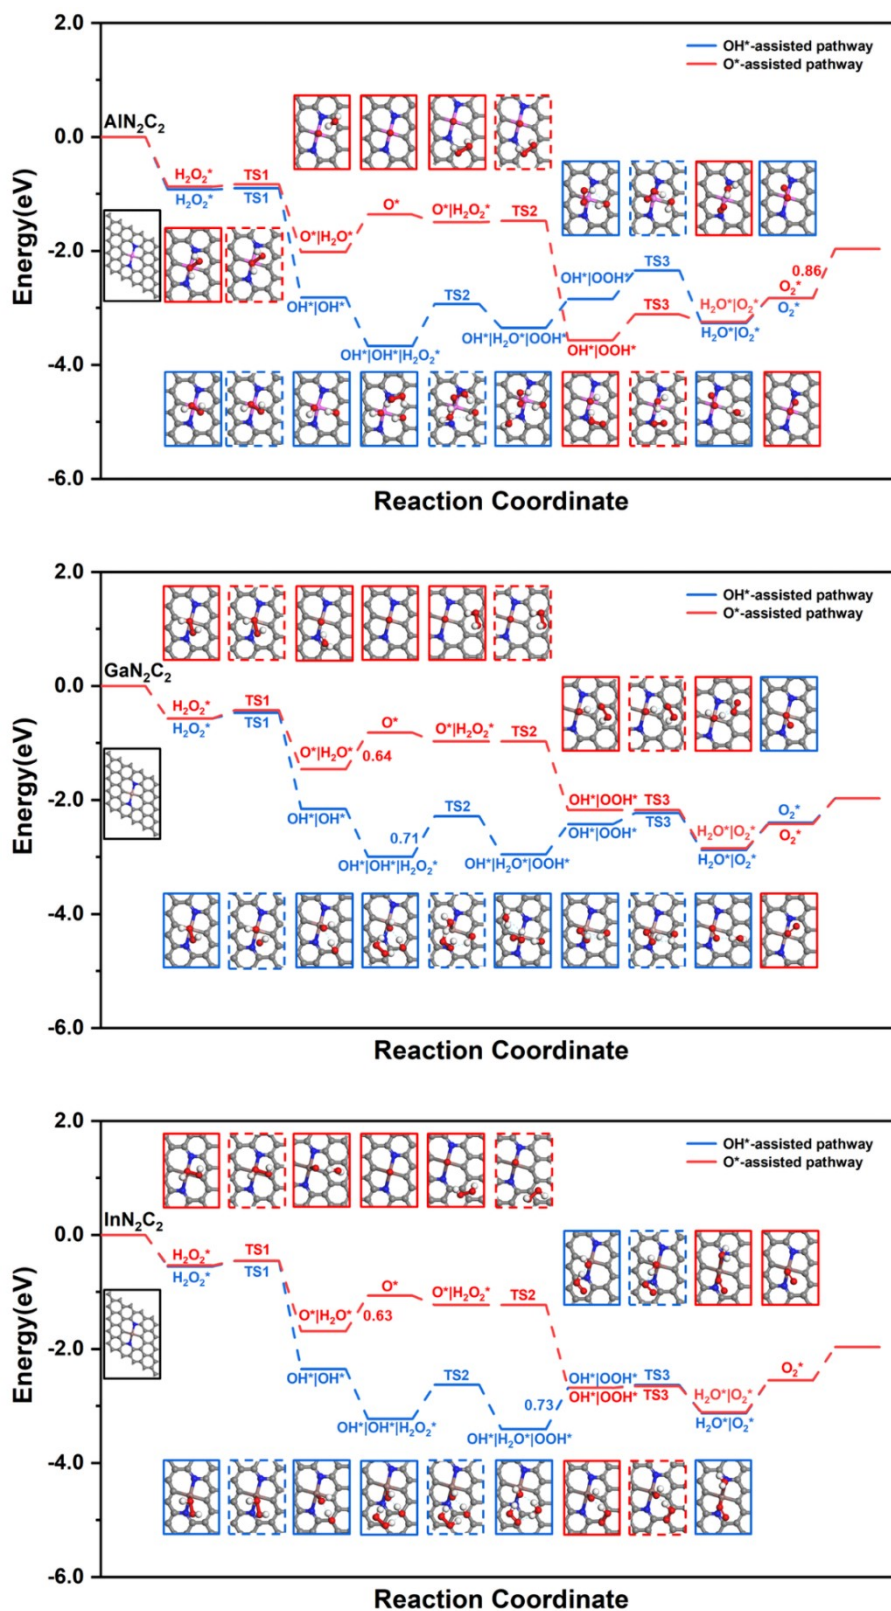 2.0
OH*-assisted pathway
O*-assisted pathway
0.0
AlN₂C₂
H₂O₂*
TS1
H₂O₂*
TS1
O*|H₂O*
O*
O*|H₂O₂*
TS2
OH*|OH*
OH*|OH*|H₂O₂*
TS2
OH*|H₂O*|OOH*
OH*|OOH*
TS3
OH*|OOH*
TS3
H₂O*|O₂*
H₂O*|O₂*
0.86
O₂*
O₂*
-2.0
-4.0
-6.0
Energy(eV)
Reaction Coordinate
2.0
OH*-assisted pathway
O*-assisted pathway
0.0
GaN₂C₂
H₂O₂*
TS1
H₂O₂*
TS1
O*|H₂O*
0.64
O*
O*|H₂O₂*
TS2
OH*|OH*
0.71
OH*|OH*|H₂O₂*
TS2
OH*|H₂O*|OOH*
OH*|OOH*
TS3
OH*|OOH*
TS3
H₂O*|O₂*
H₂O*|O₂*
O₂*
O₂*
-2.0
-4.0
-6.0
Energy(eV)
Reaction Coordinate
2.0
OH*-assisted pathway
O*-assisted pathway
0.0
InN₂C₂
H₂O₂*
TS1
H₂O₂*
TS1
O*|H₂O*
0.63
O*
O*|H₂O₂*
TS2
OH*|OH*
OH*|OH*|H₂O₂*
TS2
0.73
OH*|H₂O*|OOH*
OH*|OOH*
TS3
OH*|OOH*
TS3
H₂O*|O₂*
H₂O*|O₂*
O₂*
-2.0
-4.0
-6.0
Energy(eV)
Reaction Coordinate